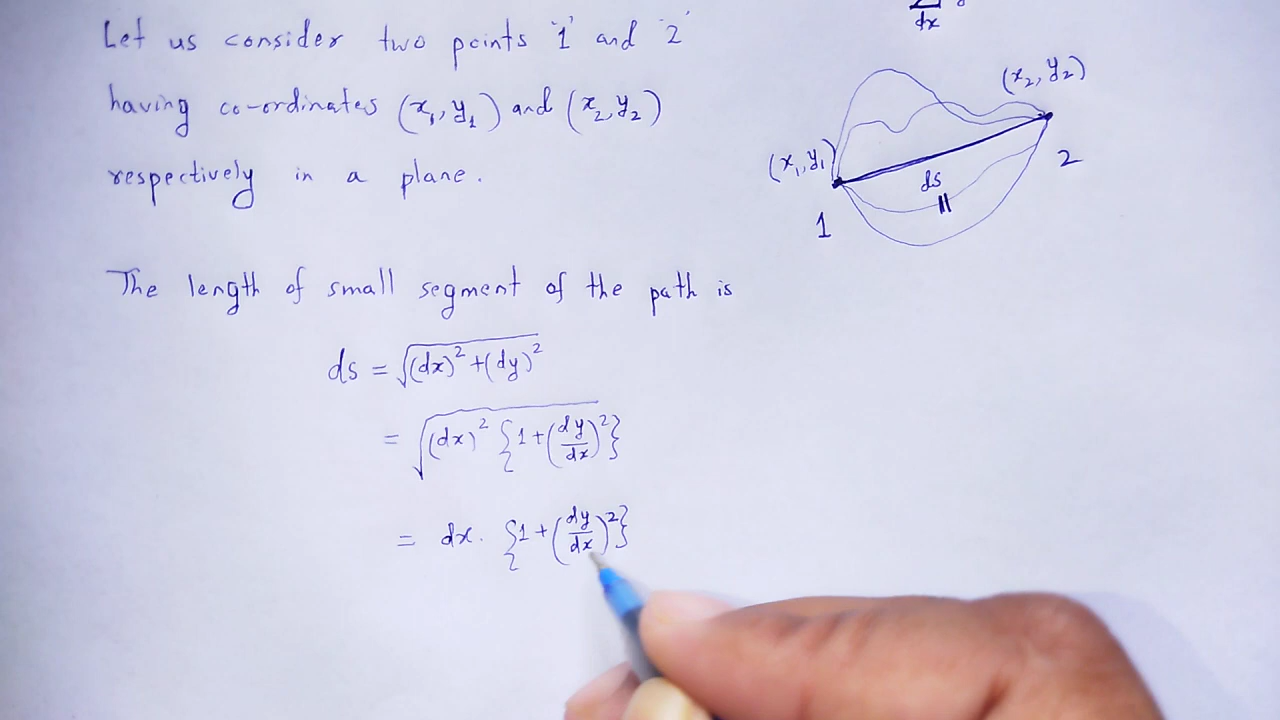 Let us consider two points '1' and '2'
having co-ordinates (x₁, y₁) and (x₂, y₂)
respectively in a plane.
dx
(x₂, y₂)
(x₁, y₁)
ds
2
1
The length of small segment of the path is
ds = √((dx)² + (dy)²)
= √((dx)² {1 + (dy/dx)²})
= dx. {1 + (dy/dx)²}